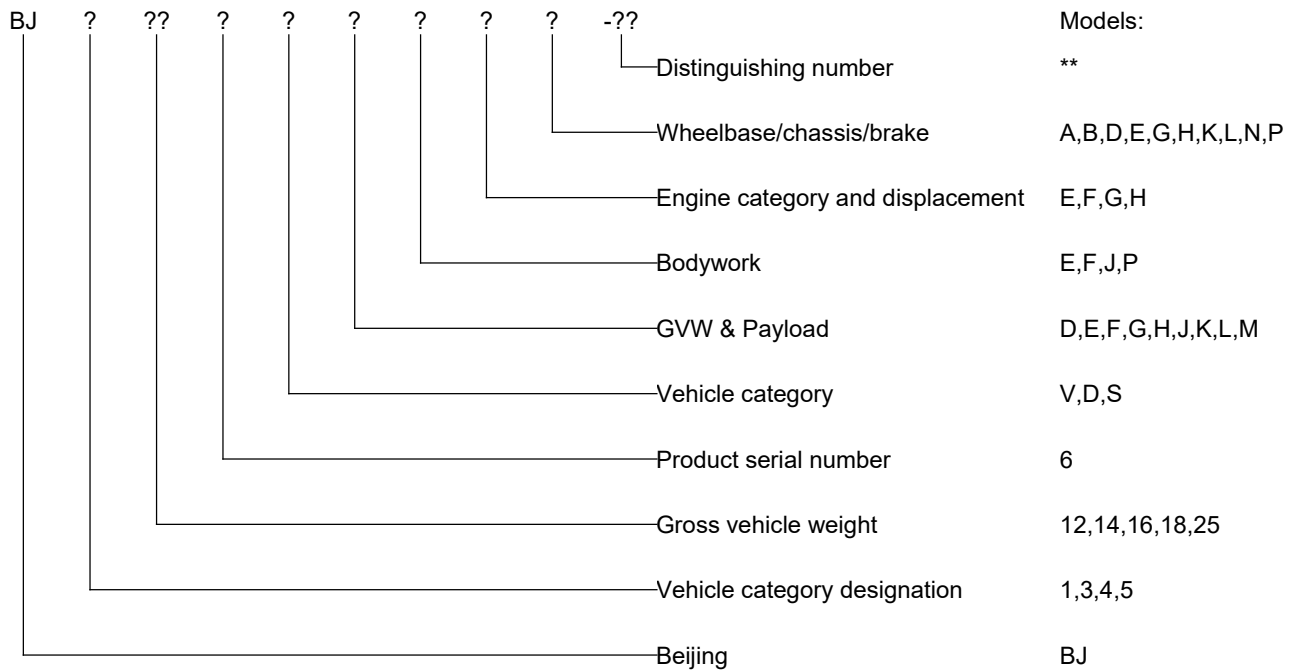 BJ ? ?? ? ? ? ? ? ? -?? Models:
Distinguishing number **
Wheelbase/chassis/brake A,B,D,E,G,H,K,L,N,P
Engine category and displacement E,F,G,H
Bodywork E,F,J,P
GVW & Payload D,E,F,G,H,J,K,L,M
Vehicle category V,D,S
Product serial number 6
Gross vehicle weight 12,14,16,18,25
Vehicle category designation 1,3,4,5
Beijing BJ